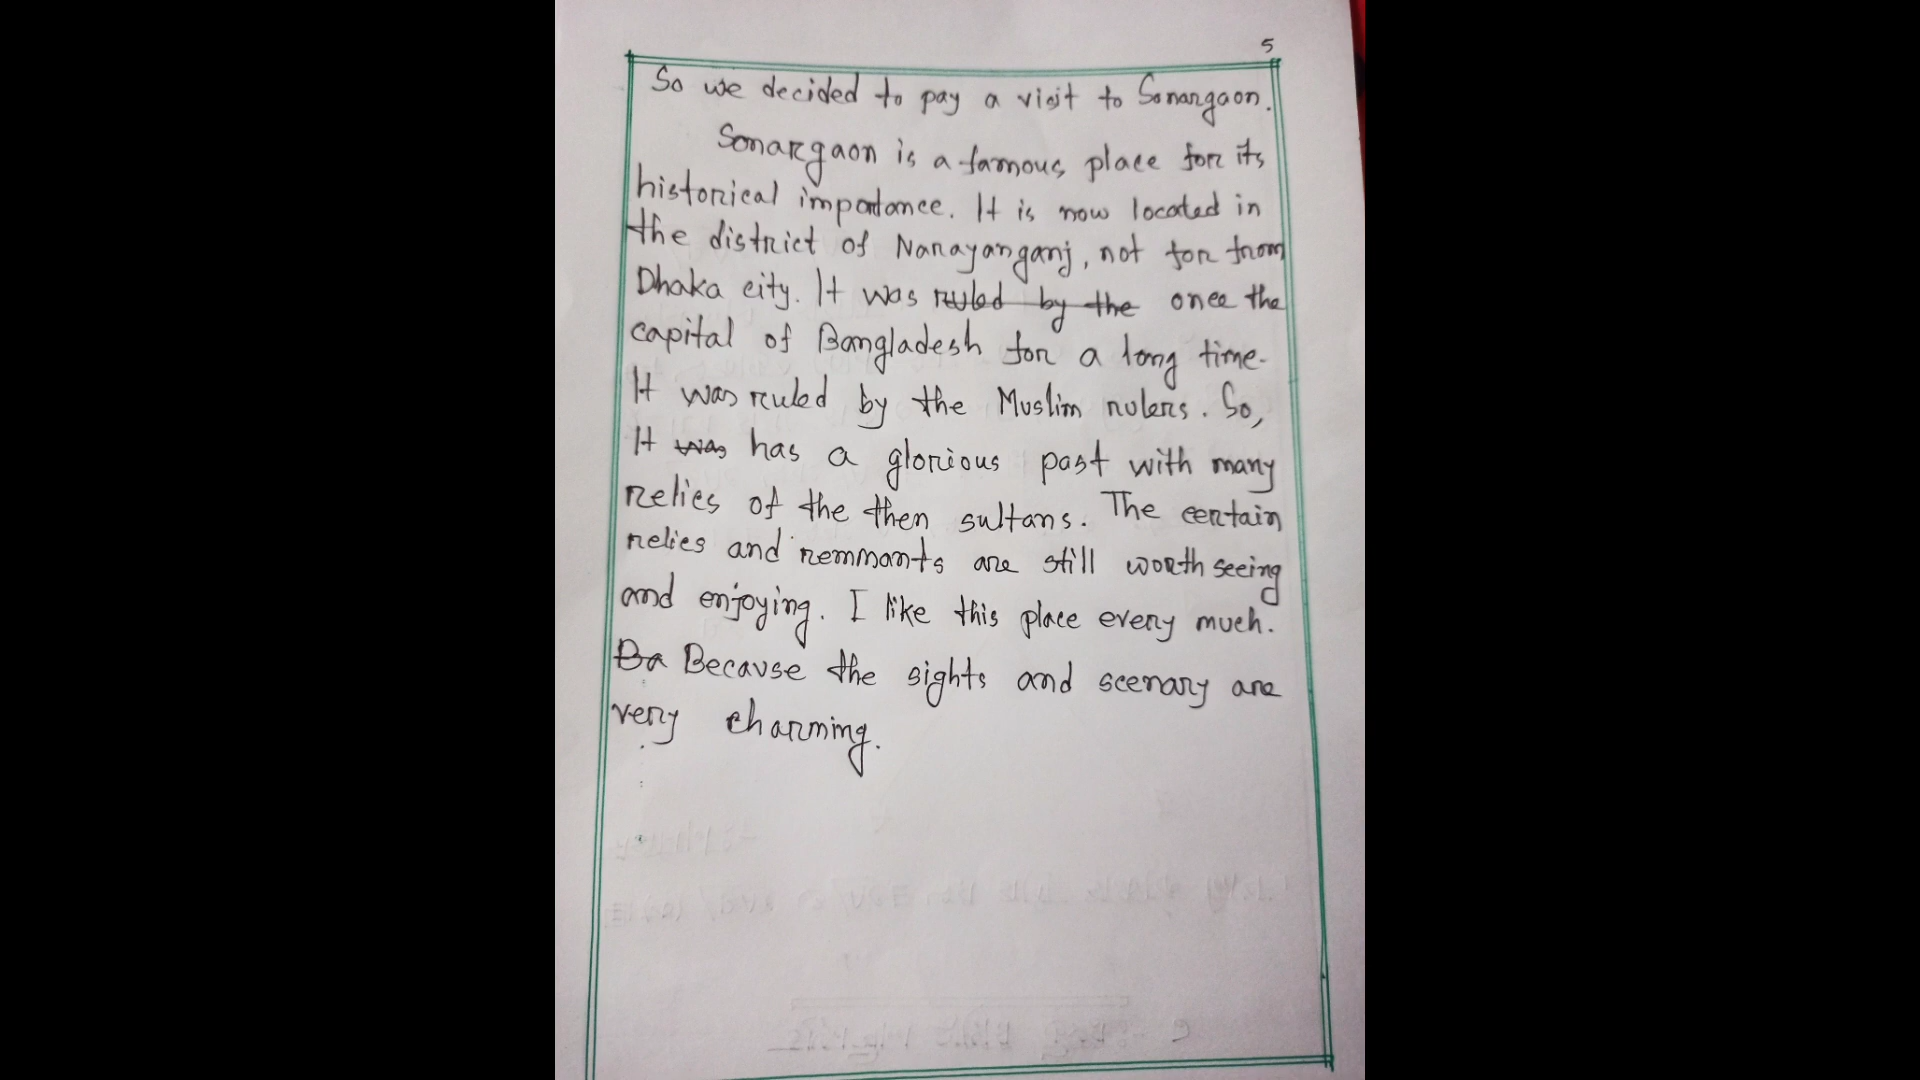 5
So we decided to pay a visit to Sonargaon.
Sonargaon is a famous place for its
historical importance. It is now located in
the district of Narayanganj, not for from
Dhaka city. It was ruled by the once the
capital of Bangladesh for a long time.
It was ruled by the Muslim rulers. So,
It was has a glorious past with many
relics of the then sultans. The certain
relics and remmants are still worth seeing
and enjoying. I like this place every much.
Ba Because the sights and scenary are
very charming.